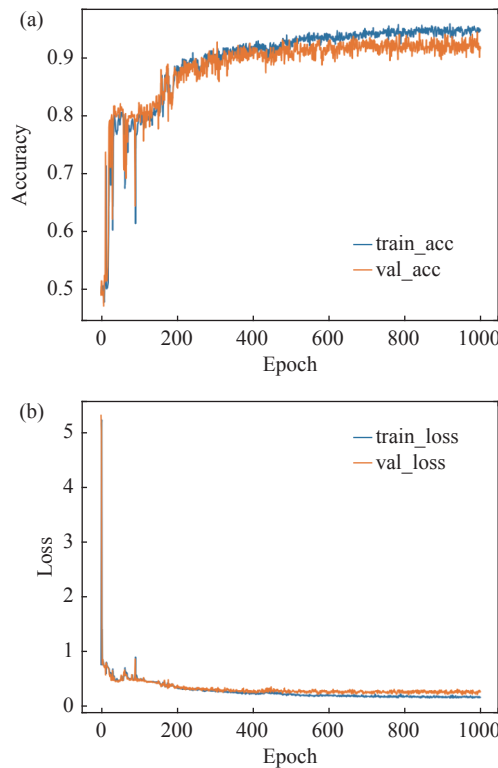 (a)
0.9
0.8
0.7
0.6
0.5
Accuracy
train_acc
val_acc
0 200 400 600 800 1000
Epoch
(b)
5
4
3
2
1
0
Loss
train_loss
val_loss
0 200 400 600 800 1000
Epoch